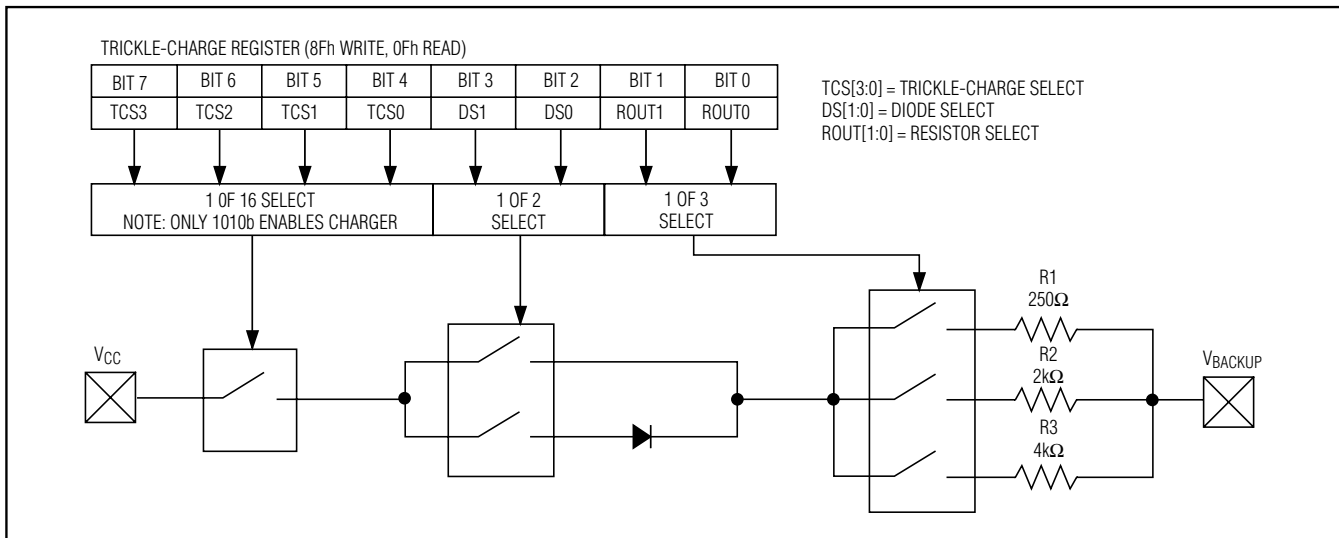 TRICKLE-CHARGE REGISTER (8Fh WRITE, 0Fh READ)
BIT 7 BIT 6 BIT 5 BIT 4 BIT 3 BIT 2 BIT 1 BIT 0
TCS3 TCS2 TCS1 TCS0 DS1 DS0 ROUT1 ROUT0
TCS[3:0] = TRICKLE-CHARGE SELECT
DS[1:0] = DIODE SELECT
ROUT[1:0] = RESISTOR SELECT
1 OF 16 SELECT
NOTE: ONLY 1010b ENABLES CHARGER
1 OF 2
SELECT
1 OF 3
SELECT
R1
250Ω
VCC
R2
2kΩ
VBACKUP
R3
4kΩ